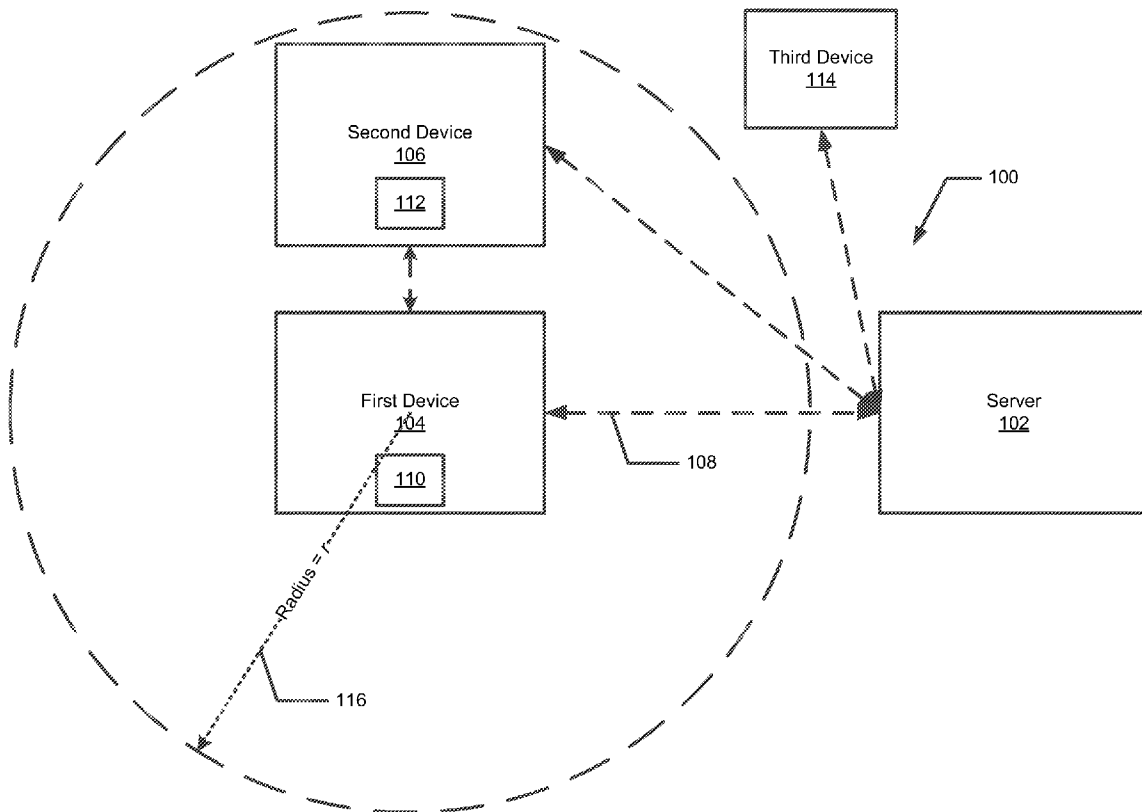 Third Device
114
Second Device
106
112
100
First Device
104
110
Server
102
108
Radius = r
116